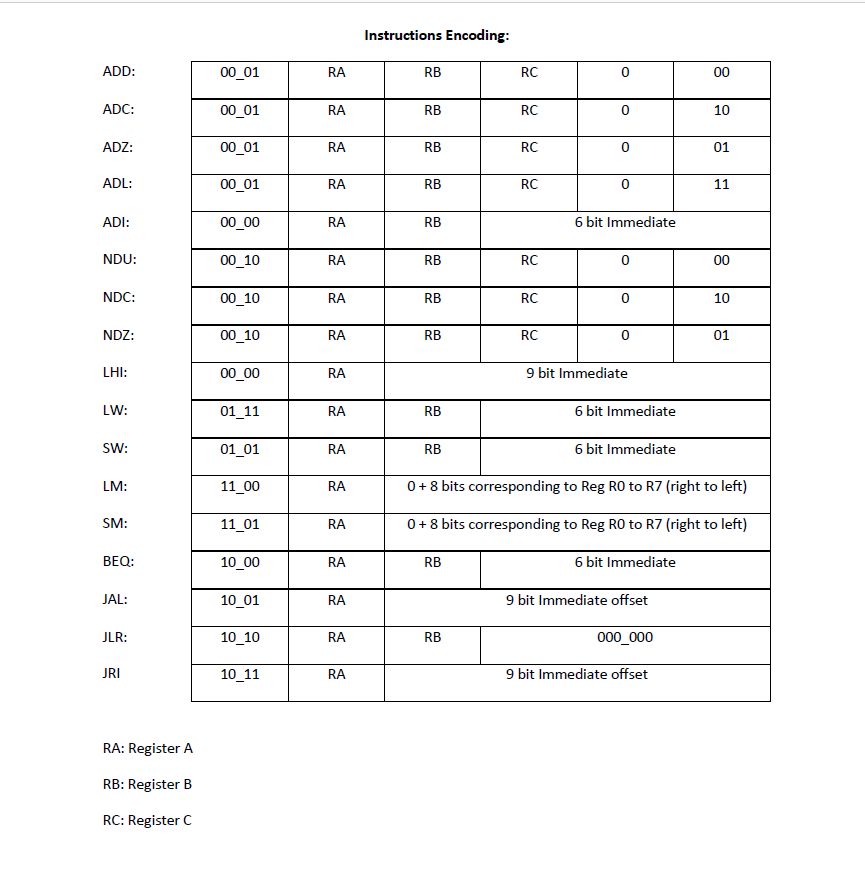 Instructions Encoding:
ADD: 00_01 RA RB RC 0 00
ADC: 00_01 RA RB RC 0 10
ADZ: 00_01 RA RB RC 0 01
ADL: 00_01 RA RB RC 0 11
ADI: 00_00 RA RB 6 bit Immediate
NDU: 00_10 RA RB RC 0 00
NDC: 00_10 RA RB RC 0 10
NDZ: 00_10 RA RB RC 0 01
LHI: 00_00 RA 9 bit Immediate
LW: 01_11 RA RB 6 bit Immediate
SW: 01_01 RA RB 6 bit Immediate
LM: 11_00 RA 0 + 8 bits corresponding to Reg R0 to R7 (right to left)
SM: 11_01 RA 0 + 8 bits corresponding to Reg R0 to R7 (right to left)
BEQ: 10_00 RA RB 6 bit Immediate
JAL: 10_01 RA 9 bit Immediate offset
JLR: 10_10 RA RB 000_000
JRI 10_11 RA 9 bit Immediate offset
RA: Register A
RB: Register B
RC: Register C